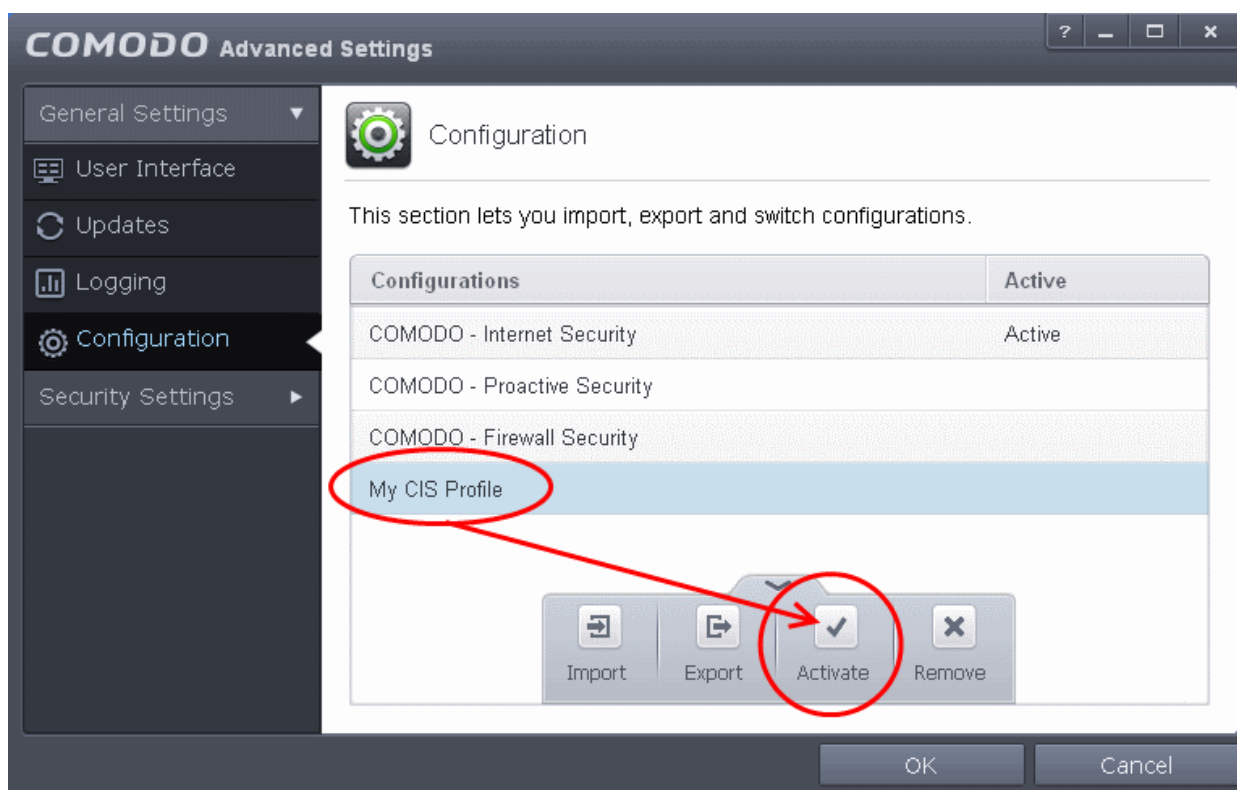 COMODO Advanced Settings
?
General Settings
User Interface
Updates
Logging
Configuration
Security Settings
Configuration
This section lets you import, export and switch configurations.
Configurations Active
COMODO - Internet Security Active
COMODO - Proactive Security
COMODO - Firewall Security
My CIS Profile
Import Export Activate Remove
OK Cancel